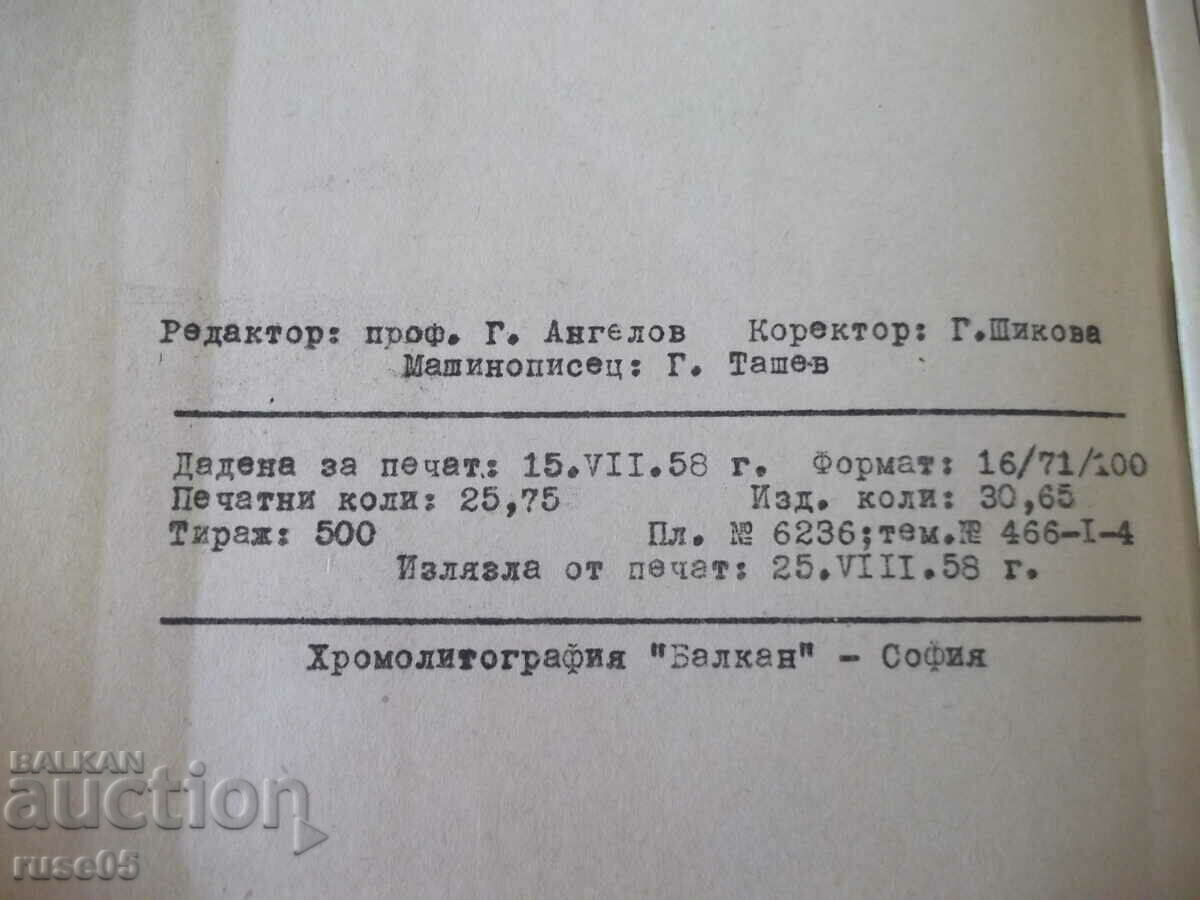 Редактор: проф. Г. Ангелов Коректор: Г.Шикова
Машинописец: Г. Ташев
Дадена за печат: 15.VII.58 г. Формат: 16/71/100
Печатни коли: 25,75 Изд. коли: 30,65
Тираж: 500 Пл. № 6236;тем.№ 466-I-4
Излязла от печат: 25.VIII.58 г.
Хромолитография "Балкан" - София
BALKAN
auction
ruse05